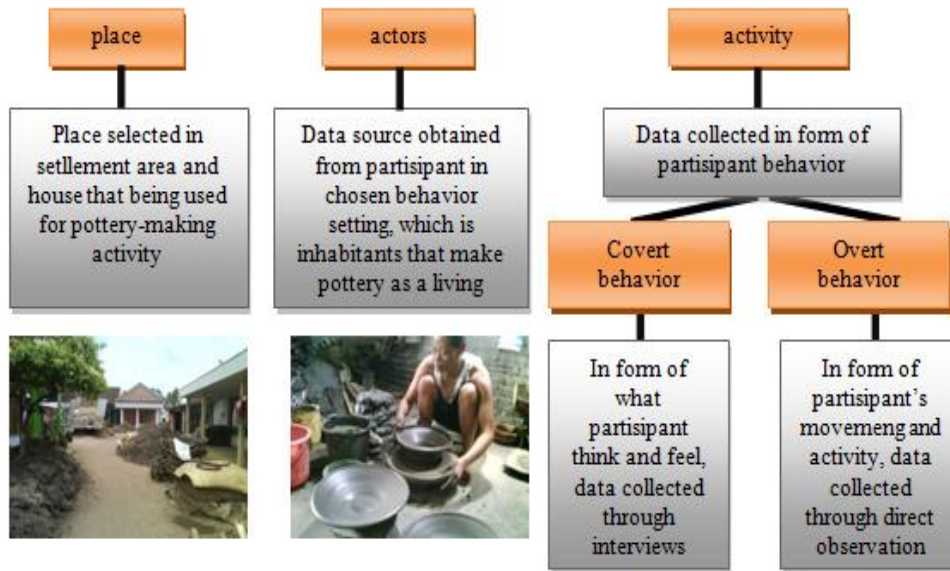 place
Place selected in
setllement area and
house that being used
for pottery-making
activity
actors
Data source obtained
from partisipant in
chosen behavior
setting, which is
inhabitants that make
pottery as a living
activity
Data collected in form of
partisipant behavior
Covert
behavior
In form of
what
partisipant
think and feel,
data collected
through
interviews
Overt
behavior
In form of
partisipant’s
movemeng and
activity, data
collected
through direct
observation